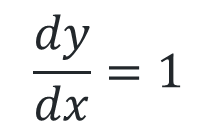 dy/dx = 1